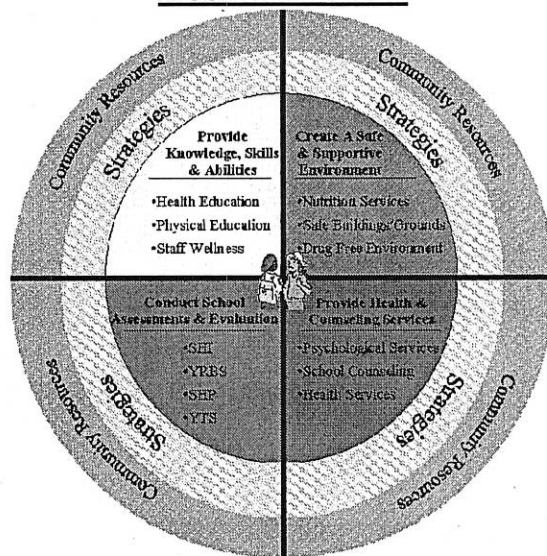 Community Resources
Community Resources
Strategies
Strategies
Provide
Knowledge, Skills
& Abilities
•Health Education
•Physical Education
•Staff Wellness
Create A Safe
& Supportive
Environment
•Nutrition Services
•Safe Buildings/Grounds
•Drug Free Environment
Conduct School
Assessments & Evaluation
•SHI
•YRBS
•SHP
•YTS
Provide Health &
Counseling Services
•Psychological Services
•School Counseling
•Health Services
Strategies
Strategies
Community Resources
Community Resources